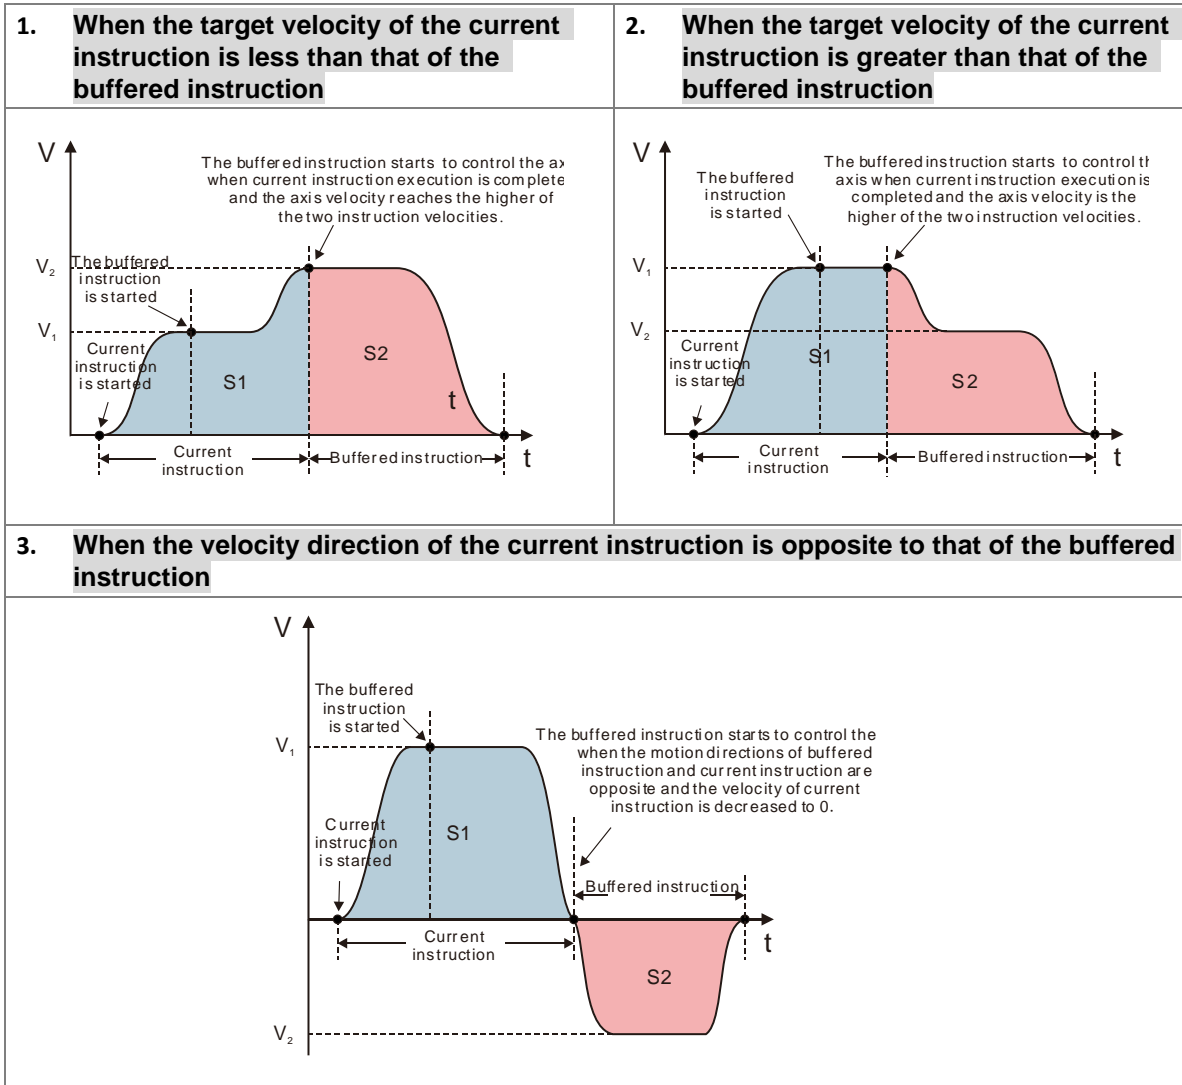 1. When the target velocity of the current
instruction is less than that of the
buffered instruction
2. When the target velocity of the current
instruction is greater than that of the
buffered instruction
V
The buffered instruction starts to control the ax
when current instruction execution is complete
and the axis velocity reaches the higher of
the two instruction velocities.
V2
The buffered
instruction
is started
V1
Current
instruction
is started
S1
S2
t
Current
instruction
Buffered instruction
t
V
The buffered
instruction
is started
The buffered instruction starts to control th
axis when current instruction execution is
completed and the axis velocity is the
higher of the two instruction velocities.
V1
V2
Current
instruction
is started
S1
S2
Current
instruction
Buffered instruction
t
3. When the velocity direction of the current instruction is opposite to that of the buffered
instruction
V
The buffered
instruction
is started
V1
The buffered instruction starts to control the
when the motion directions of buffered
instruction and current instruction are
opposite and the velocity of current
instruction is decreased to 0.
Current
instruction
is started
S1
Buffered instruction
Current
instruction
t
S2
V2